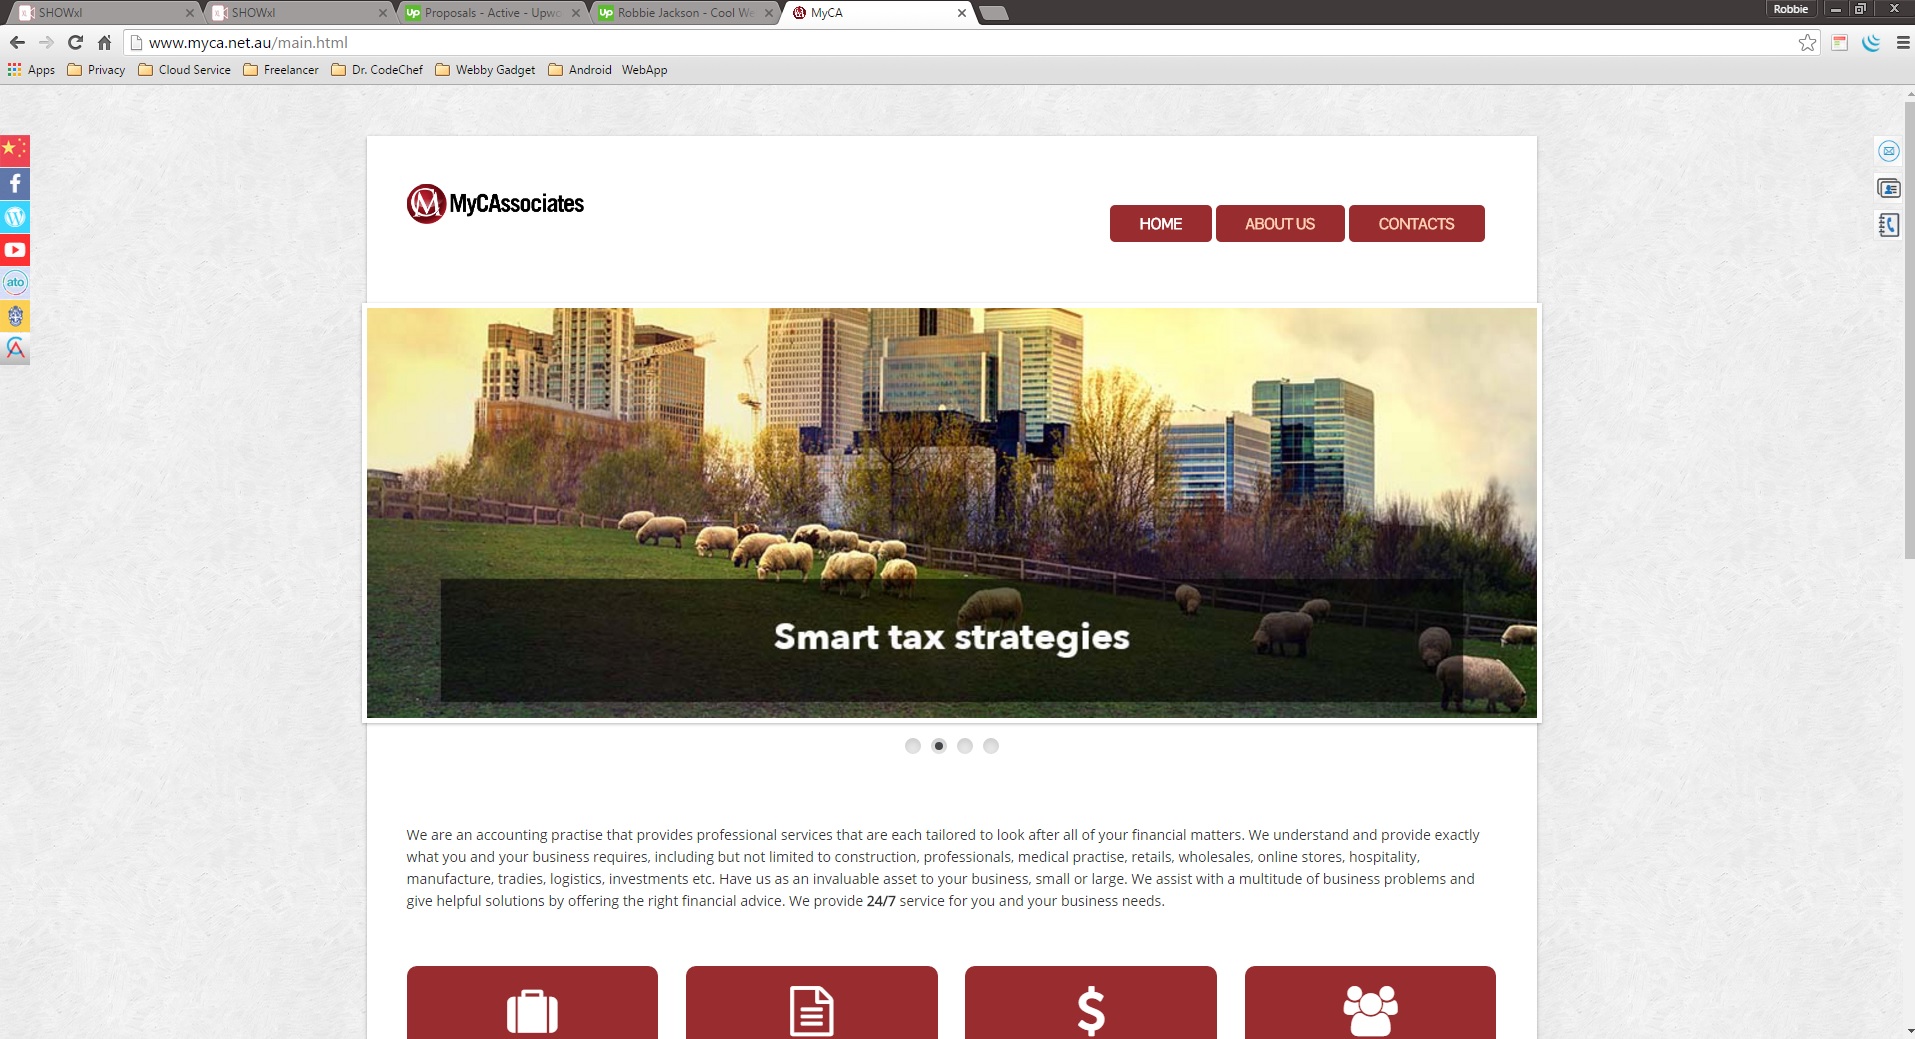 SHOWxl
SHOWxl
Proposals - Active - Upwo
Robbie Jackson - Cool We
MyCA
Robbie
www.myca.net.au/main.html
Apps
Privacy
Cloud Service
Freelancer
Dr. CodeChef
Webby Gadget
Android
WebApp
MyCAssociates
HOME
ABOUT US
CONTACTS
ato
Smart tax strategies
We are an accounting practise that provides professional services that are each tailored to look after all of your financial matters. We understand and provide exactly
what you and your business requires, including but not limited to construction, professionals, medical practise, retails, wholesales, online stores, hospitality,
manufacture, tradies, logistics, investments etc. Have us as an invaluable asset to your business, small or large. We assist with a multitude of business problems and
give helpful solutions by offering the right financial advice. We provide 24/7 service for you and your business needs.